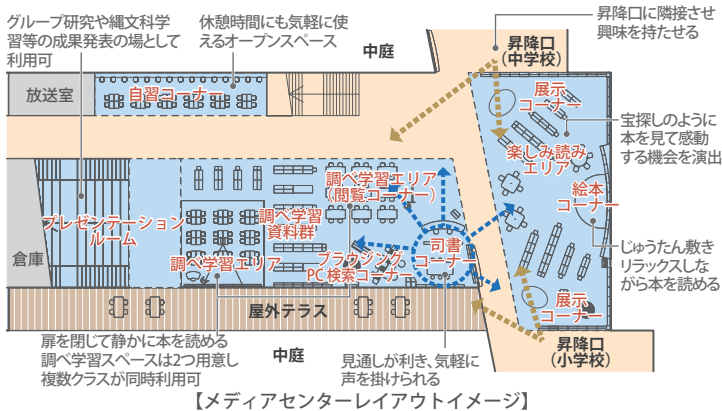 グループ研究や縄文科学
習等の成果発表の場として
利用可
休憩時間にも気軽に使
えるオープンスペース
中庭
昇降口に隣接させ
興味を持たせる
昇降口
（中学校）
放送室
自習コーナー
展示
コーナー
宝探しのように
本を見て感動
する機会を演出
楽しみ読み
エリア
絵本
コーナー
調べ学習エリア
（閲覧コーナー）
調べ学習
資料群
プレゼンテーション
ルーム
調べ学習エリア
ブラウジング
PC検索コーナー
司書
コーナー
倉庫
じゅうたん敷き
リラックスしな
がら本を読める
展示
コーナー
屋外テラス
昇降口
（小学校）
扉を閉じて静かに本を読める
調べ学習スペースは2つ用意し
複数クラスが同時利用可
中庭
見通しが利き、気軽に
声を掛けられる
【メディアセンターレイアウトイメージ】